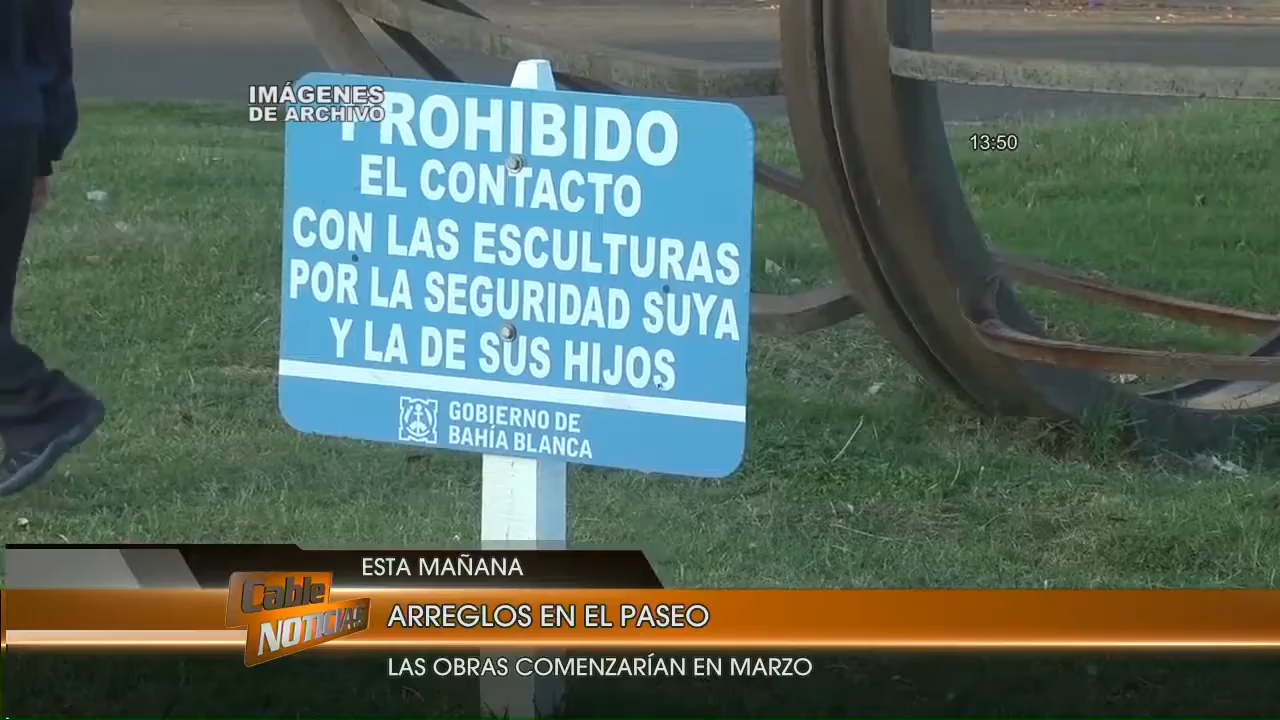 IMÁGENES
DE ARCHIVO
13:50
PROHIBIDO
EL CONTACTO
CON LAS ESCULTURAS
POR LA SEGURIDAD SUYA
Y LA DE SUS HIJOS
GOBIERNO DE
BAHÍA BLANCA
ESTA MAÑANA
Cable
NOTICIAS
ARREGLOS EN EL PASEO
LAS OBRAS COMENZARÍAN EN MARZO